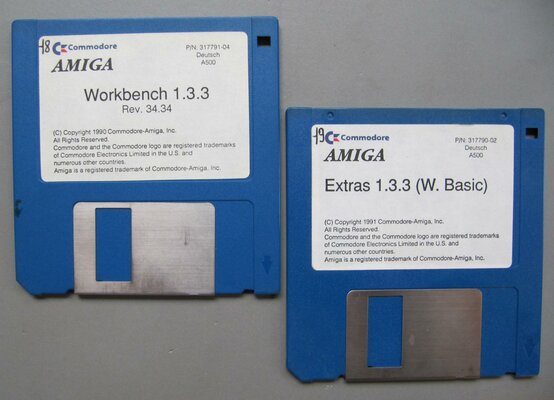 18 Commodore
P/N: 317791-04
Deutsch
A500
AMIGA
Workbench 1.3.3
Rev. 34.34
(C) Copyright 1990 Commodore-Amiga, Inc.
All Rights Reserved.
Commodore and the Commodore logo are registered trademarks
of Commodore Electronics Limited in the U.S. and
numerous other countries.
Amiga is a registered trademark of Commodore-Amiga, Inc.
19 Commodore
P/N: 317790-02
Deutsch
A500
AMIGA
Extras 1.3.3 (W. Basic)
(C) Copyright 1991 Commodore-Amiga, Inc.
All Rights Reserved.
Commodore and the Commodore logo are registered trademarks
of Commodore Electronics Limited in the U.S. and
numerous other countries.
Amiga is a registered trademark of Commodore-Amiga, Inc.